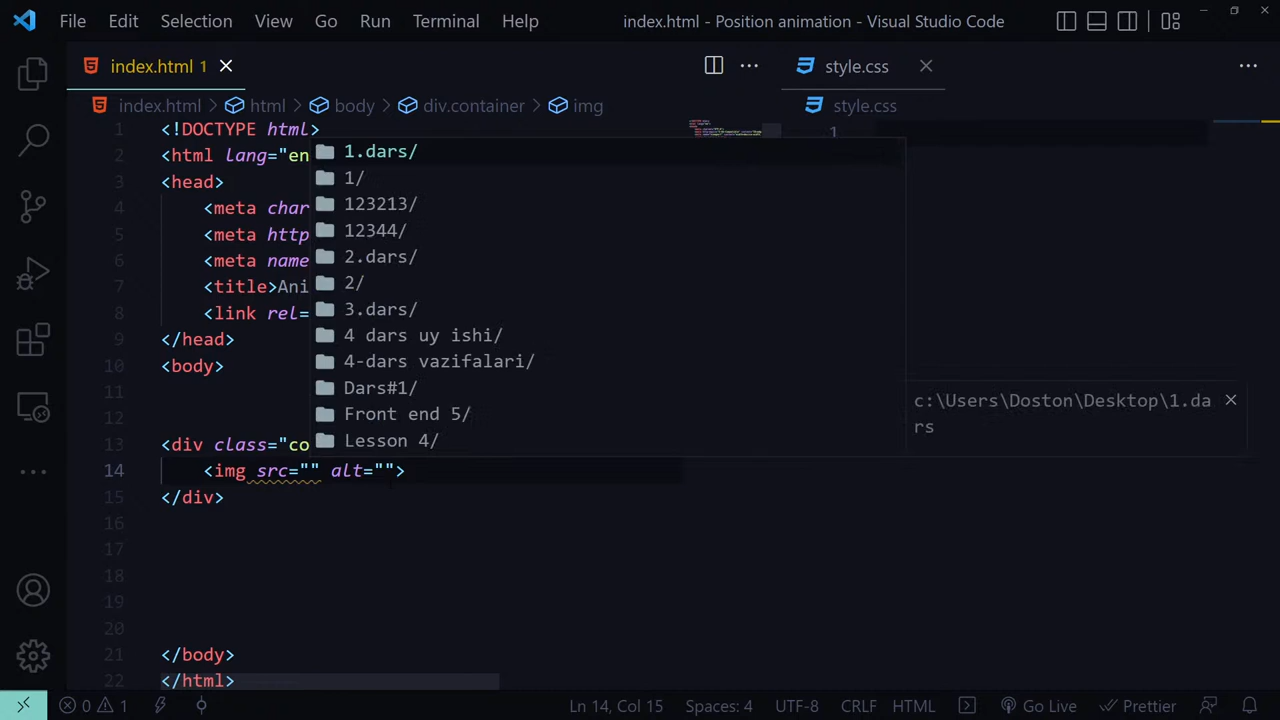 File Edit Selection View Go Run Terminal Help index.html - Position animation - Visual Studio Code
index.html 1
style.css
index.html > html > body > div.container > img
style.css
1 <!DOCTYPE html>
2 <html lang="en
3 <head>
4 <meta char
5 <meta http
6 <meta name
7 <title>Ani
8 <link rel=
9 </head>
10 <body>
11
12
13 <div class="co
14 <img src="" alt="">
15 </div>
16
17
18
19
20
21 </body>
22 </html>
1.dars/
1/
123213/
12344/
2.dars/
2/
3.dars/
4 dars uy ishi/
4-dars vazifalari/
Dars#1/
Front end 5/
Lesson 4/
1
c:\Users\Doston\Desktop\1.da
rs
0 1 Ln 14, Col 15 Spaces: 4 UTF-8 CRLF HTML Go Live Prettier